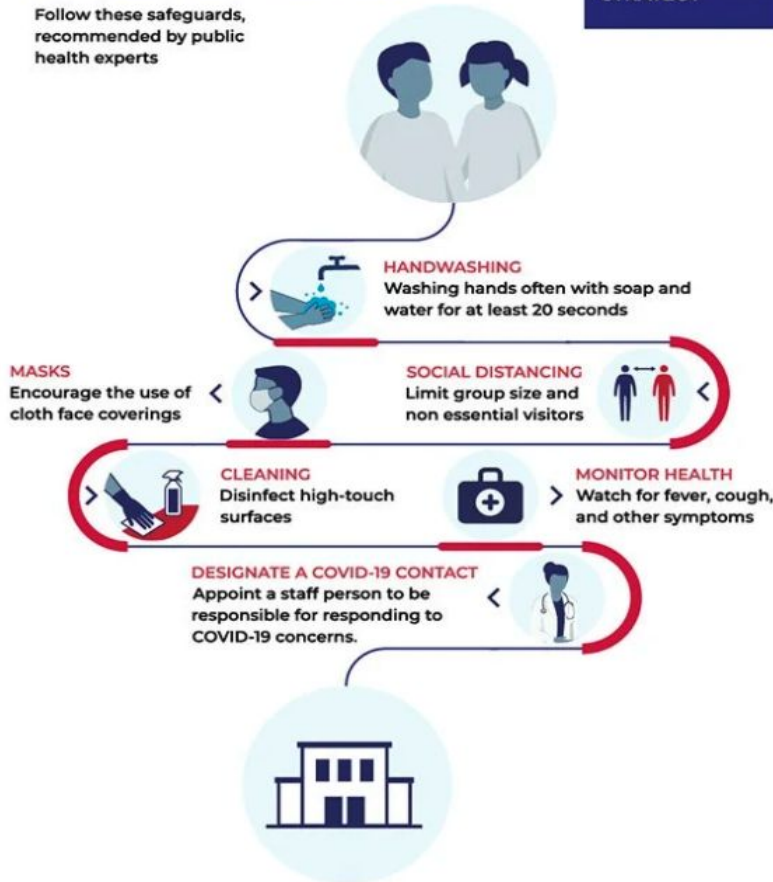 Follow these safeguards,
recommended by public
health experts
HANDWASHING
Washing hands often with soap and
water for at least 20 seconds
SOCIAL DISTANCING
Limit group size and
non essential visitors
MASKS
Encourage the use of
cloth face coverings
CLEANING
Disinfect high-touch
surfaces
MONITOR HEALTH
Watch for fever, cough,
and other symptoms
DESIGNATE A COVID-19 CONTACT
Appoint a staff person to be
responsible for responding to
COVID-19 concerns.